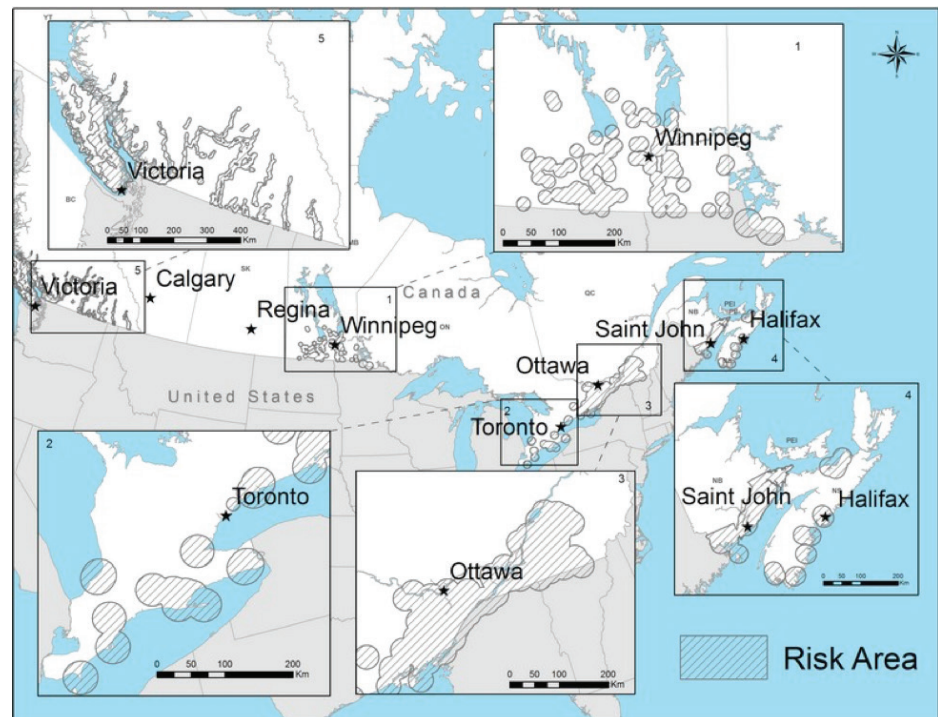 YT
5
Victoria
0 50 100 200 300 400
Km
1
N
Winnipeg
0 50 100 200
Km
BC
MB
5
Victoria
Calgary
SK
Regina
1
Winnipeg
ON
Canada
QC
NB
PEI
Saint John
Halifax
4
Ottawa
3
United States
2
Toronto
2
Toronto
0 50 100 200
Km
3
Ottawa
0 50 100 200
Km
4
PEI
NB
NS
Saint John
Halifax
0 50 100 200
Km
Risk Area